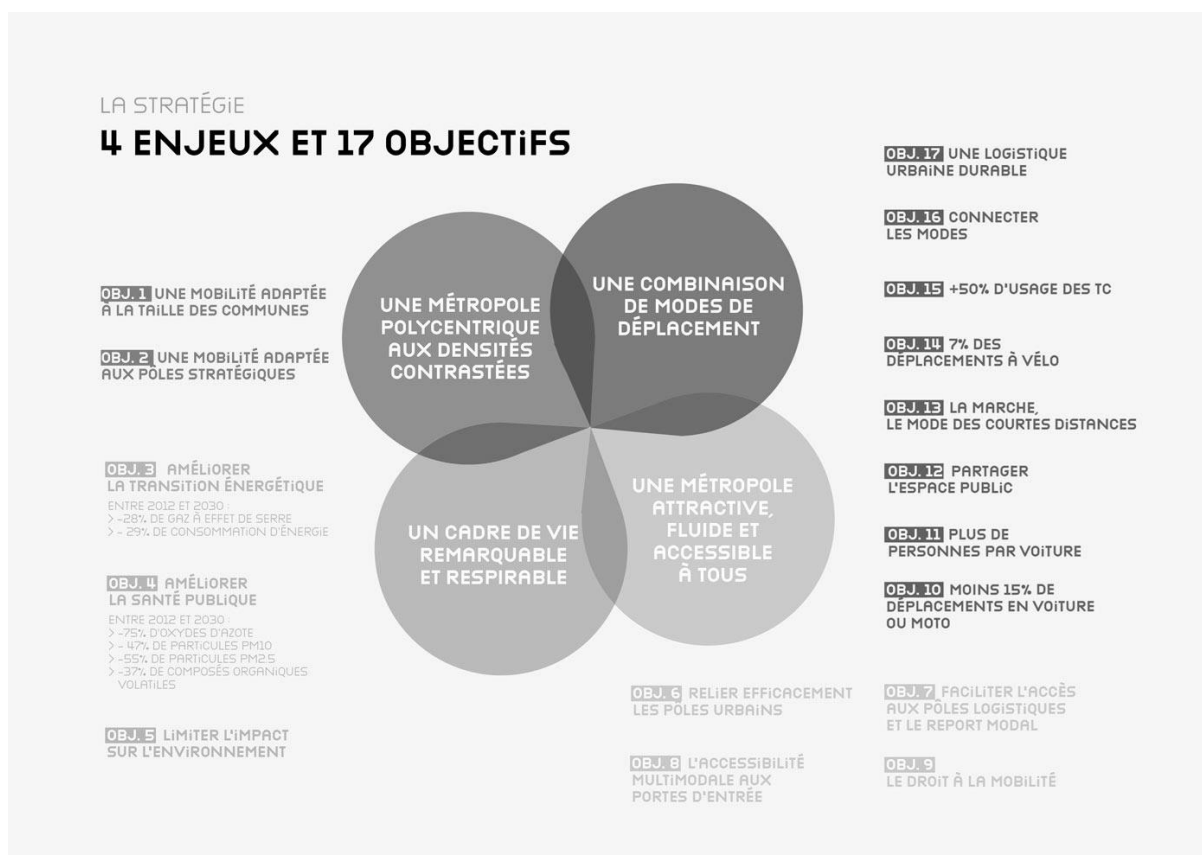 LA STRATÉGiE
4 ENJEUX ET 17 OBJECTiFS
OBJ. 1 UNE MOBiLiTÉ ADAPTÉE
À LA TAiLLE DES COMMUNES
OBJ. 2 UNE MOBiLiTÉ ADAPTÉE
AUX PÔLES STRATÉGiQUES
OBJ. 3 AMÉLiORER
LA TRANSiTiON ÉNERGÉTiQUE
ENTRE 2012 ET 2030 :
> -28% DE GAZ À EFFET DE SERRE
> - 29% DE CONSOMMATiON D'ÉNERGiE
OBJ. 4 AMÉLiORER
LA SANTÉ PUBLiQUE
ENTRE 2012 ET 2030 :
> -75% D'OXYDES D'AZOTE
> - 47% DE PARTiCULES PM10
> -55% DE PARTiCULES PM2.5
> -37% DE COMPOSÉS ORGANiQUES
VOLATiLES
OBJ. 5 LiMiTER L'iMPACT
SUR L'ENViRONNEMENT
UNE MÉTROPOLE
POLYCENTRiQUE
AUX DENSiTÉS
CONTRASTÉES
UNE COMBiNAiSON
DE MODES DE
DÉPLACEMENT
UN CADRE DE ViE
REMARQUABLE
ET RESPiRABLE
UNE MÉTROPOLE
ATTRACTiVE,
FLUiDE ET
ACCESSiBLE
À TOUS
OBJ. 17 UNE LOGiSTiQUE
URBAiNE DURABLE
OBJ. 16 CONNECTER
LES MODES
OBJ. 15 +50% D'USAGE DES TC
OBJ. 14 7% DES
DÉPLACEMENTS À VÉLO
OBJ. 13 LA MARCHE,
LE MODE DES COURTES DiSTANCES
OBJ. 12 PARTAGER
L'ESPACE PUBLiC
OBJ. 11 PLUS DE
PERSONNES PAR VOiTURE
OBJ. 10 MOiNS 15% DE
DÉPLACEMENTS EN VOiTURE
OU MOTO
OBJ. 6 RELiER EFFiCACEMENT
LES PÔLES URBAiNS
OBJ. 7 FACiLiTER L'ACCÈS
AUX PÔLES LOGiSTiQUES
ET LE REPORT MODAL
OBJ. 8 L'ACCESSiBiLiTÉ
MULTiMODALE AUX
PORTES D'ENTRÉE
OBJ. 9
LE DROiT À LA MOBiLiTÉ